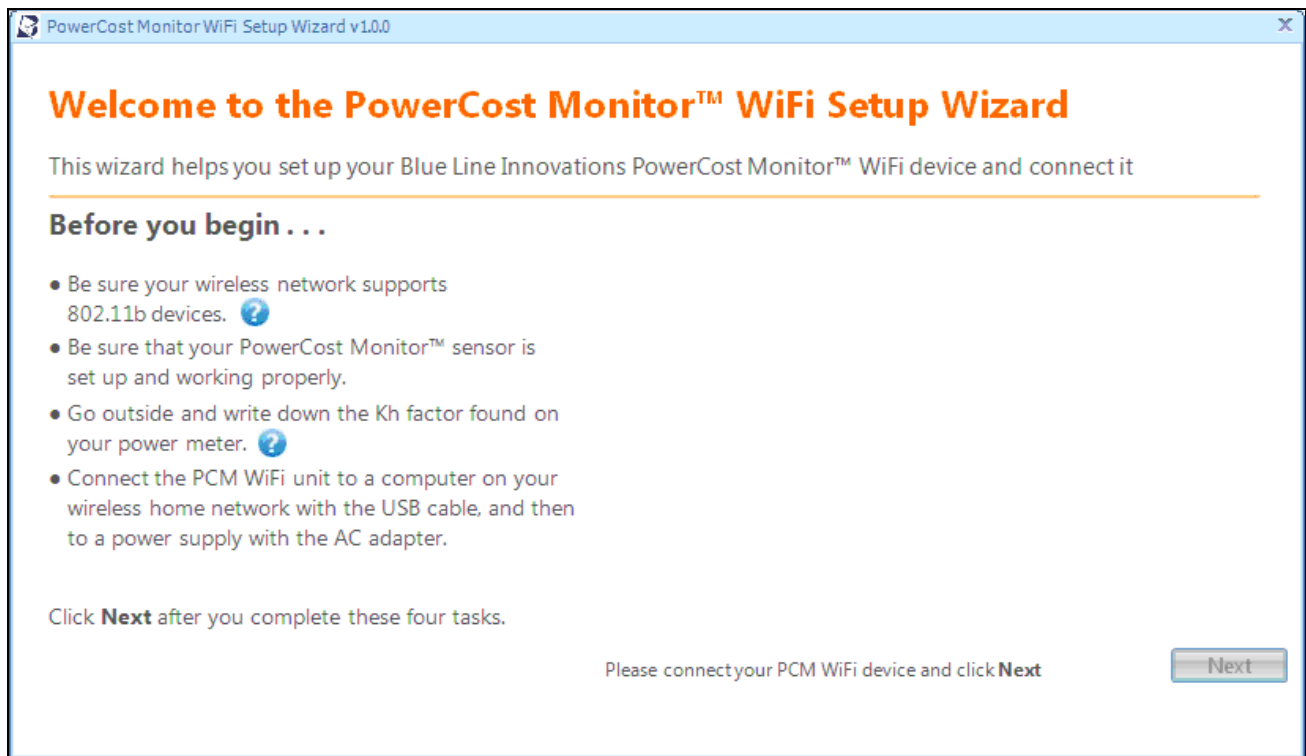 PowerCost Monitor WiFi Setup Wizard v1.0.0
x
Welcome to the PowerCost Monitor™ WiFi Setup Wizard
This wizard helps you set up your Blue Line Innovations PowerCost Monitor™ WiFi device and connect it
Before you begin . . .
● Be sure your wireless network supports
802.11b devices. ?
● Be sure that your PowerCost Monitor™ sensor is
set up and working properly.
● Go outside and write down the Kh factor found on
your power meter. ?
● Connect the PCM WiFi unit to a computer on your
wireless home network with the USB cable, and then
to a power supply with the AC adapter.
Click Next after you complete these four tasks.
Please connect your PCM WiFi device and click Next
Next